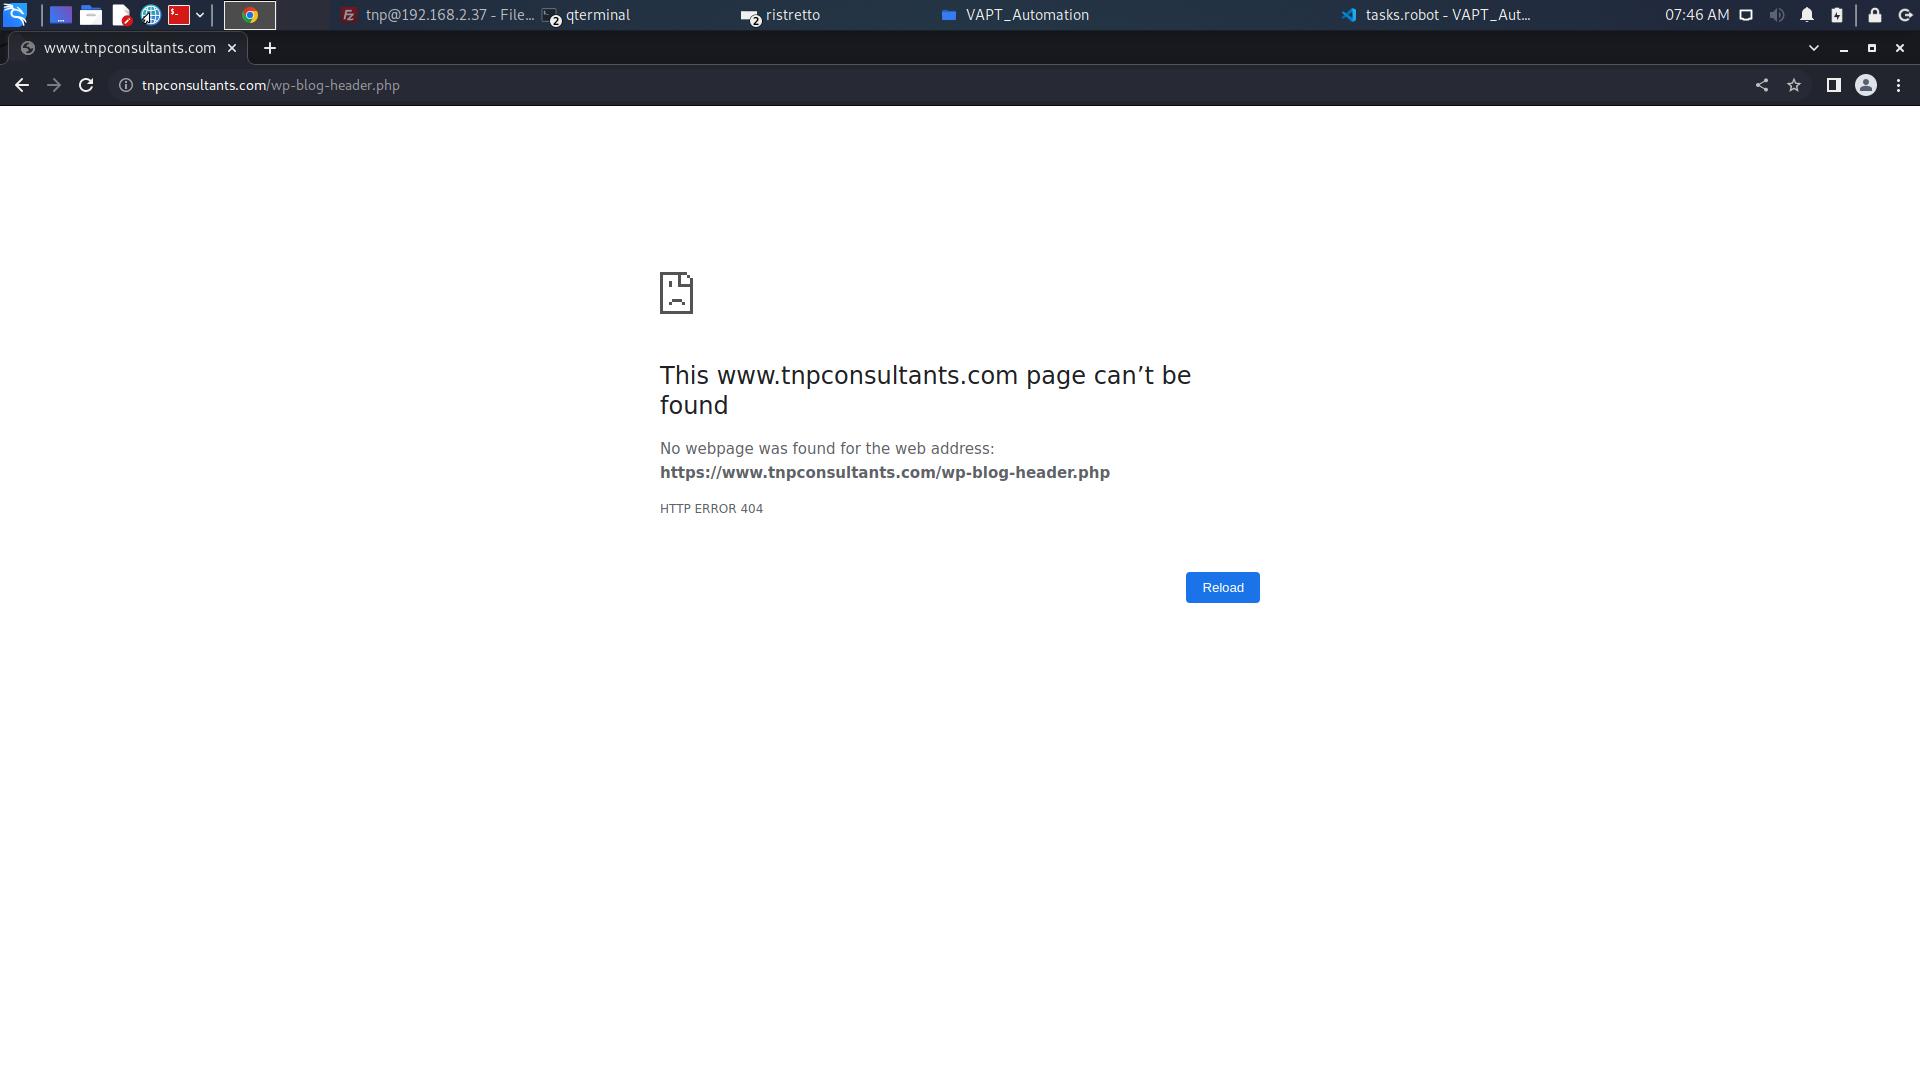 tnp@192.168.2.37 - File...
2 qterminal
2 ristretto
VAPT_Automation
tasks.robot - VAPT_Aut...
07:46 AM
www.tnpconsultants.com
tnpconsultants.com/wp-blog-header.php
This www.tnpconsultants.com page can’t be
found
No webpage was found for the web address:
https://www.tnpconsultants.com/wp-blog-header.php
HTTP ERROR 404
Reload